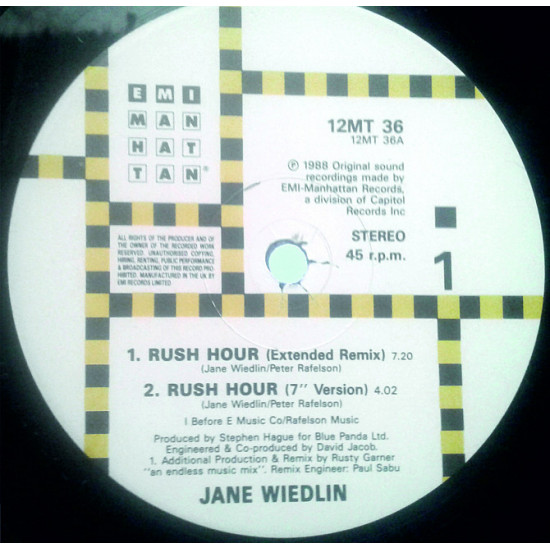 EMI
MAN
HAT
TAN®
12MT 36
12MT 36A
℗ 1988 Original sound
recordings made by
EMI-Manhattan Records,
a division of Capitol
Records Inc
STEREO
45 r.p.m.
1
ALL RIGHTS OF THE PRODUCER AND OF
THE OWNER OF THE RECORDED WORK
RESERVED. UNAUTHORISED COPYING,
HIRING, RENTING, PUBLIC PERFORMANCE
& BROADCASTING OF THIS RECORD PRO-
HIBITED. MANUFACTURED IN THE UK BY
EMI RECORDS LIMITED
1. RUSH HOUR (Extended Remix) 7.20
(Jane Wiedlin/Peter Rafelson)
2. RUSH HOUR (7" Version) 4.02
(Jane Wiedlin/Peter Rafelson)
I Before E Music Co/Rafelson Music
Produced by Stephen Hague for Blue Panda Ltd.
Engineered & Co-produced by David Jacob.
1. Additional Production & Remix by Rusty Garner
"an endless music mix". Remix Engineer: Paul Sabu
JANE WIEDLIN